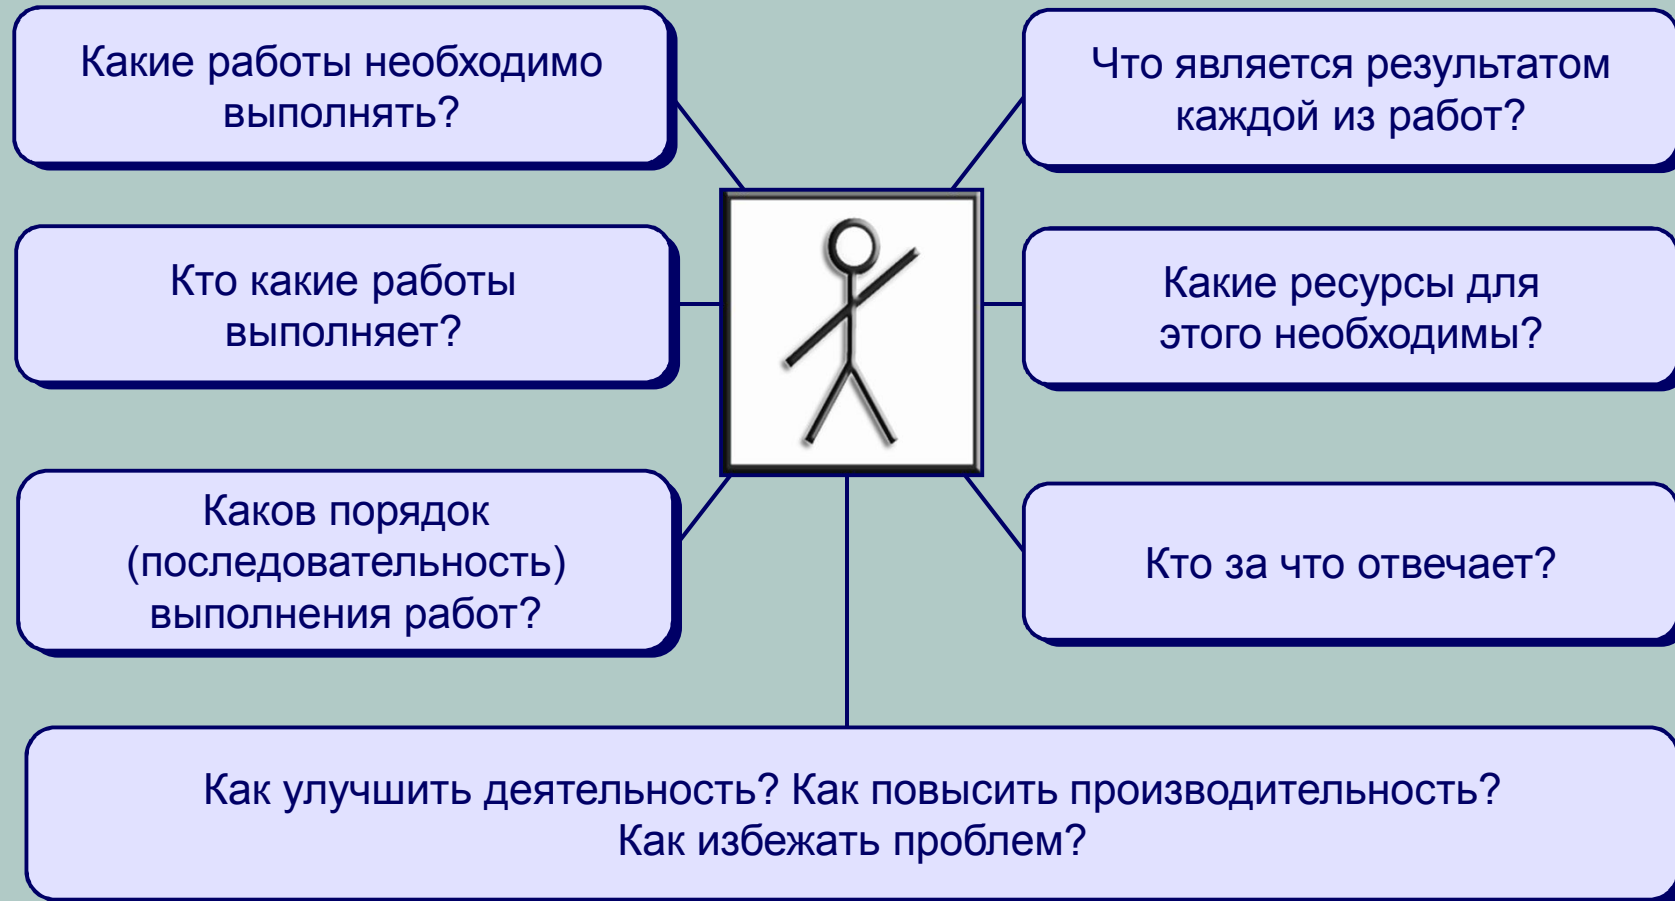 Какие работы необходимо
выполнять?
Что является результатом
каждой из работ?
Кто какие работы
выполняет?
Какие ресурсы для
этого необходимы?
Каков порядок
(последовательность)
выполнения работ?
Кто за что отвечает?
Как улучшить деятельность? Как повысить производительность?
Как избежать проблем?